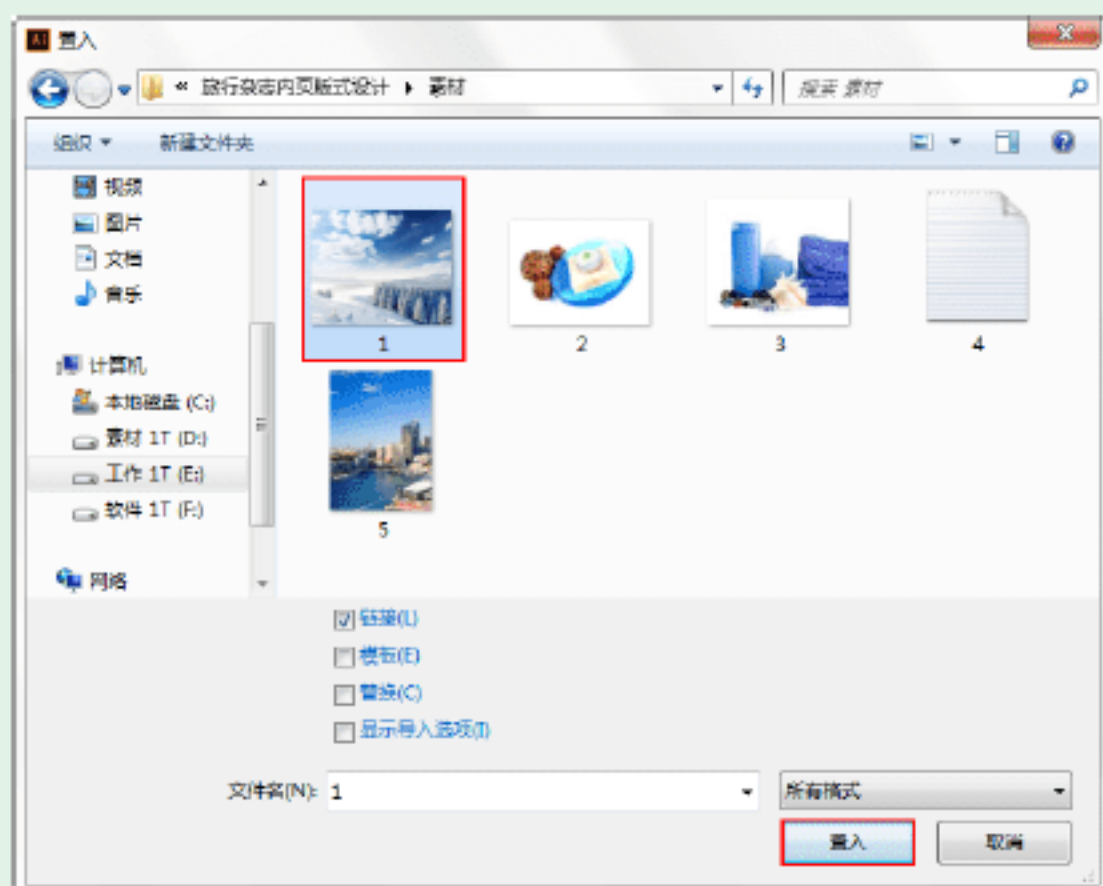 Ai 置入
« 旅行杂志内页版式设计 ▸ 素材
搜索 素材
组织 新建文件夹
视频
图片
文档
音乐
计算机
本地磁盘 (C:)
素材 1T (D:)
工作 1T (E:)
软件 1T (F:)
网络
1
2
3
4
5
链接(L)
模板(E)
替换(C)
显示导入选项(I)
文件名(N): 1
所有格式
置入 取消